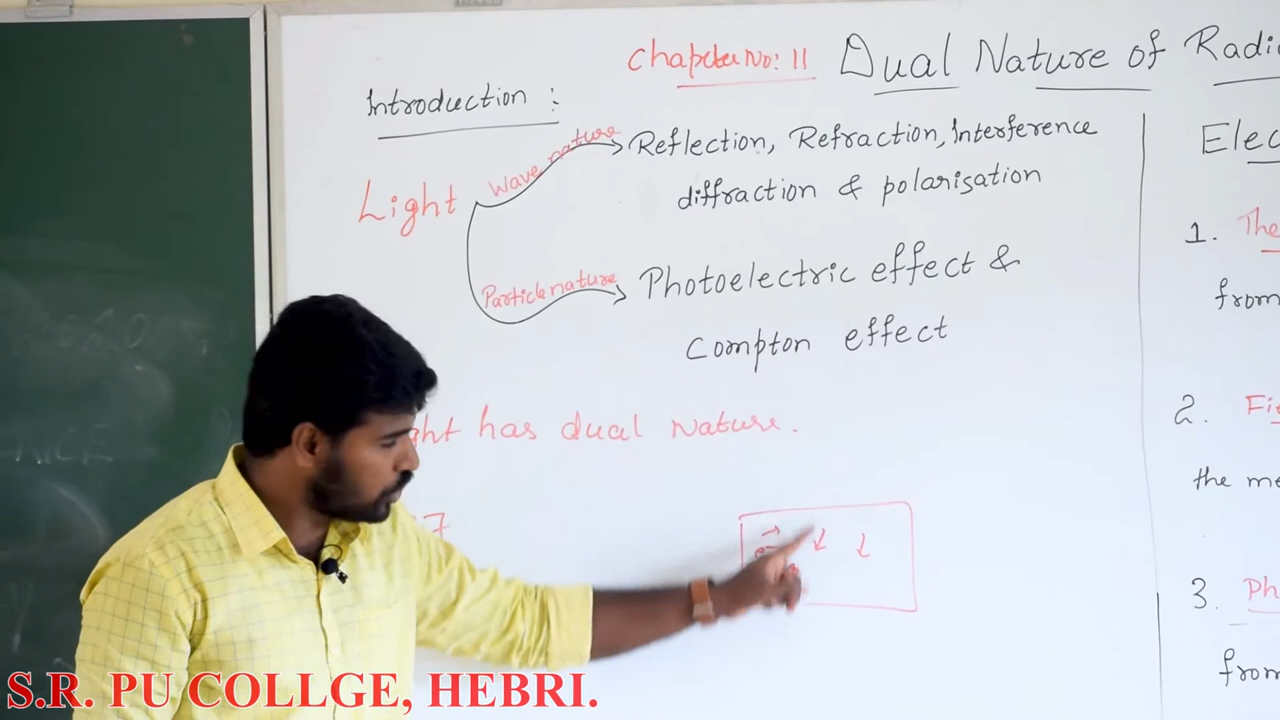 Chapter No: 11 Dual Nature of Radi
Introduction :
Light
Wave nature
Reflection, Refraction, Interference
diffraction & polarisation
Particle nature
Photoelectric effect &
Compton effect
ght has dual Nature.
7
e-
Elec
1. The
from
2. Fie
the me
3. Ph
from
S.R. PU COLLGE, HEBRI.